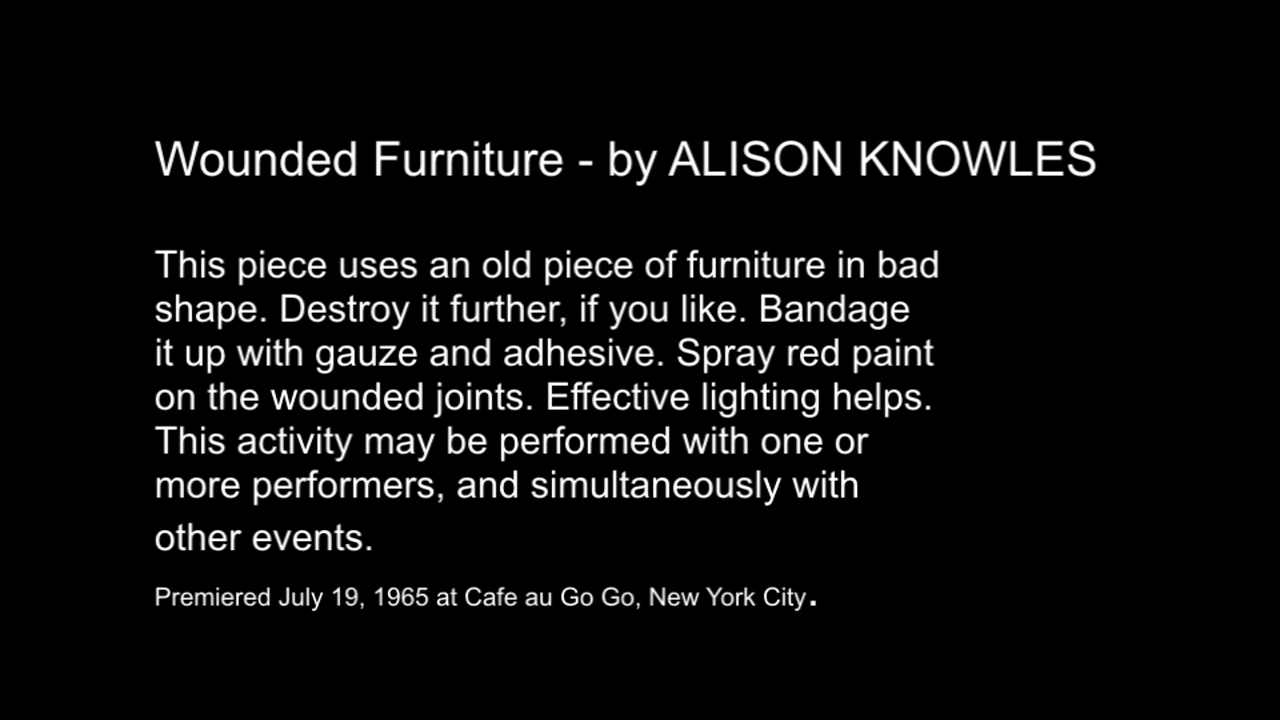 Wounded Furniture - by ALISON KNOWLES
This piece uses an old piece of furniture in bad
shape. Destroy it further, if you like. Bandage
it up with gauze and adhesive. Spray red paint
on the wounded joints. Effective lighting helps.
This activity may be performed with one or
more performers, and simultaneously with
other events.
Premiered July 19, 1965 at Cafe au Go Go, New York City.